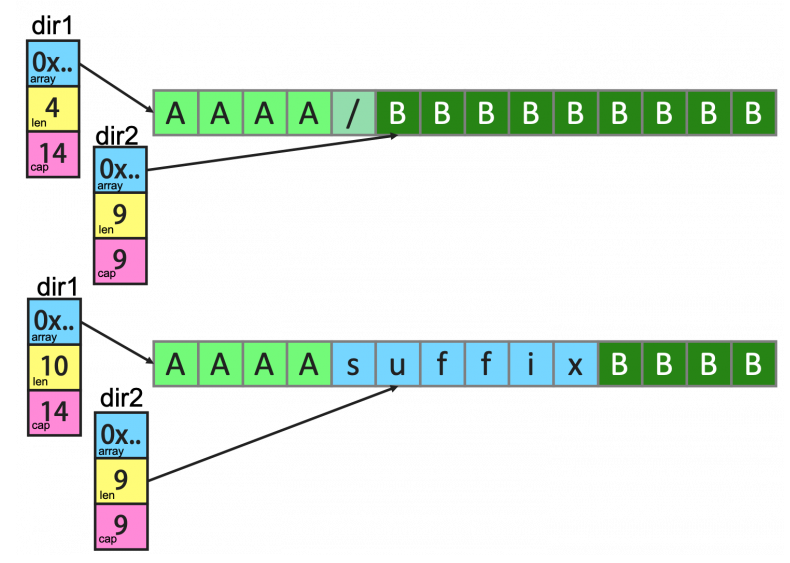 dir1
0x..
array
4
len
14
cap
A A A A / B B B B B B B B B
dir2
0x..
array
9
len
9
cap
dir1
0x..
array
10
len
14
cap
A A A A s u f f i x B B B B
dir2
0x..
array
9
len
9
cap